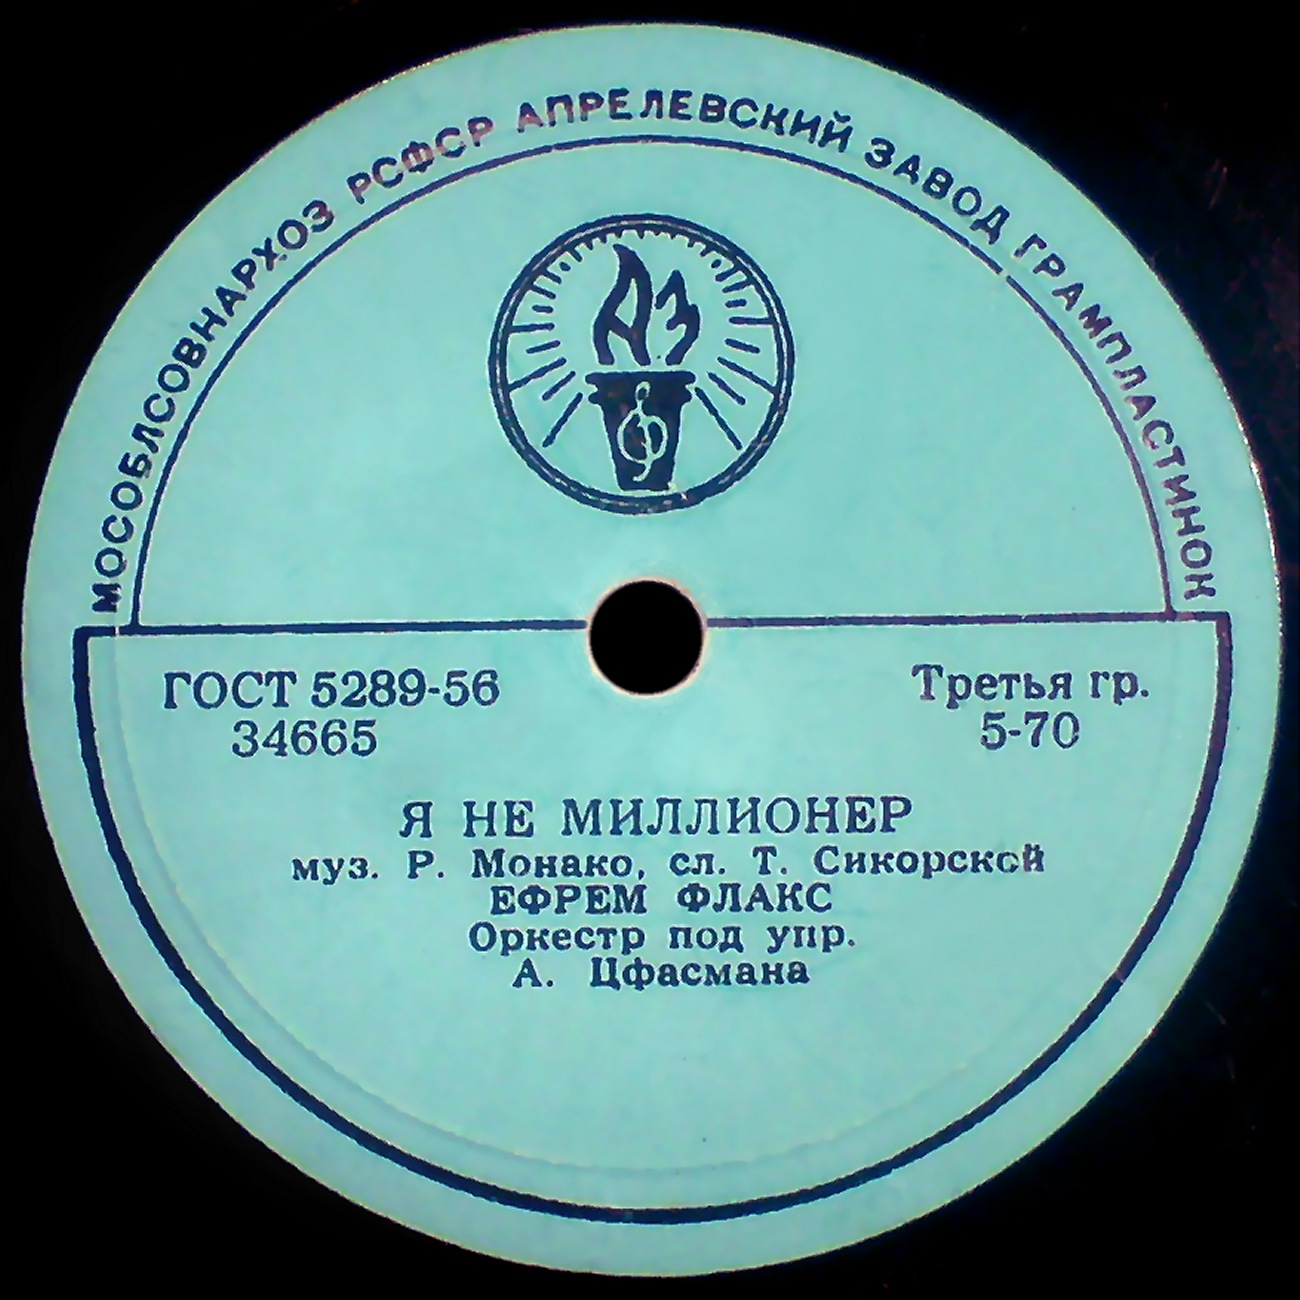 МОСОБЛСОВНАРХОЗ РСФСР АПРЕЛЕВСКИЙ ЗАВОД ГРАМПЛАСТИНОК
АЗ
ГОСТ 5289-56
34665
Третья гр.
5-70
Я НЕ МИЛЛИОНЕР
муз. Р. Монако, сл. Т. Сикорской
ЕФРЕМ ФЛАКС
Оркестр под упр.
А. Цфасмана